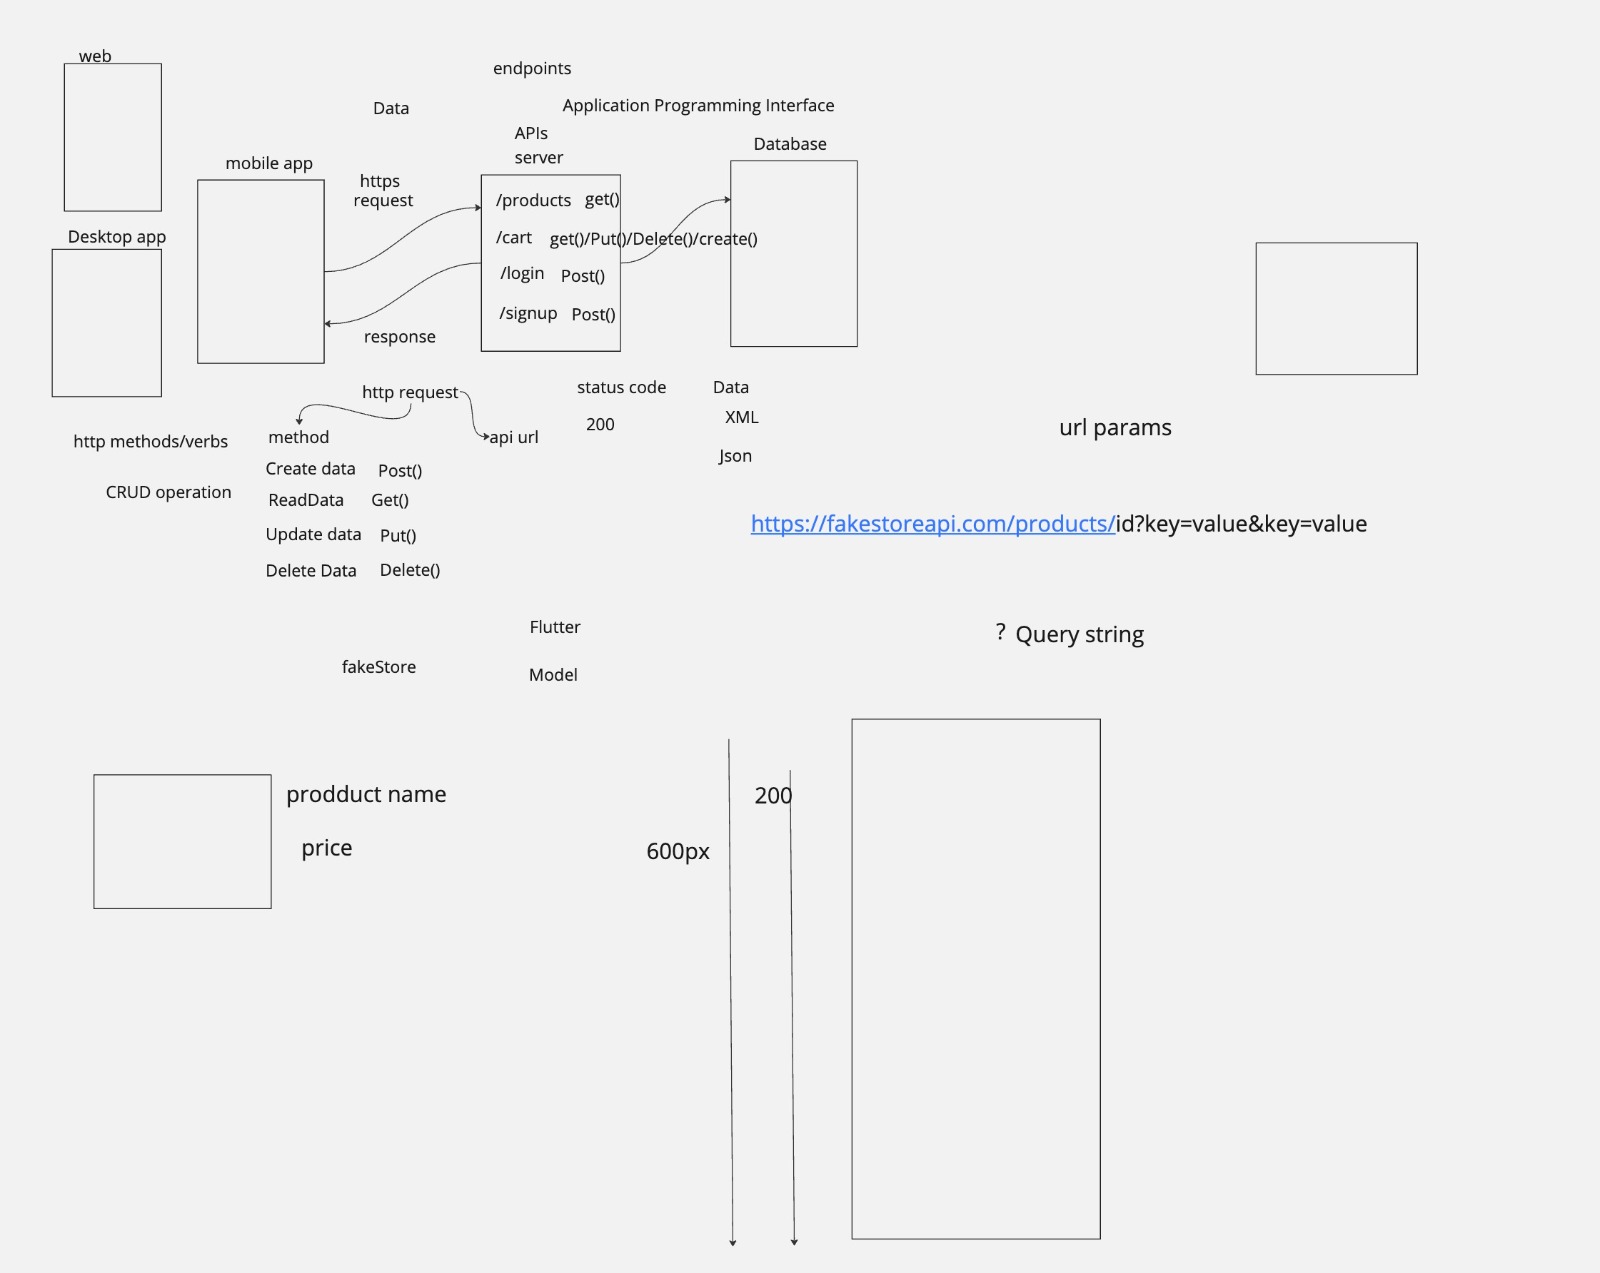 web
endpoints
Data
Application Programming Interface
APIs
server
Database
mobile app
https
request
/products get()
Desktop app
/cart get()/Put()/Delete()/create()
/login Post()
/signup Post()
response
http request
status code
Data
200
XML
http methods/verbs
method
api url
Json
url params
Create data Post()
CRUD operation
ReadData Get()
Update data Put()
Delete Data Delete()
https://fakestoreapi.com/products/id?key=value&key=value
Flutter
? Query string
fakeStore
Model
prodduct name
200
price
600px